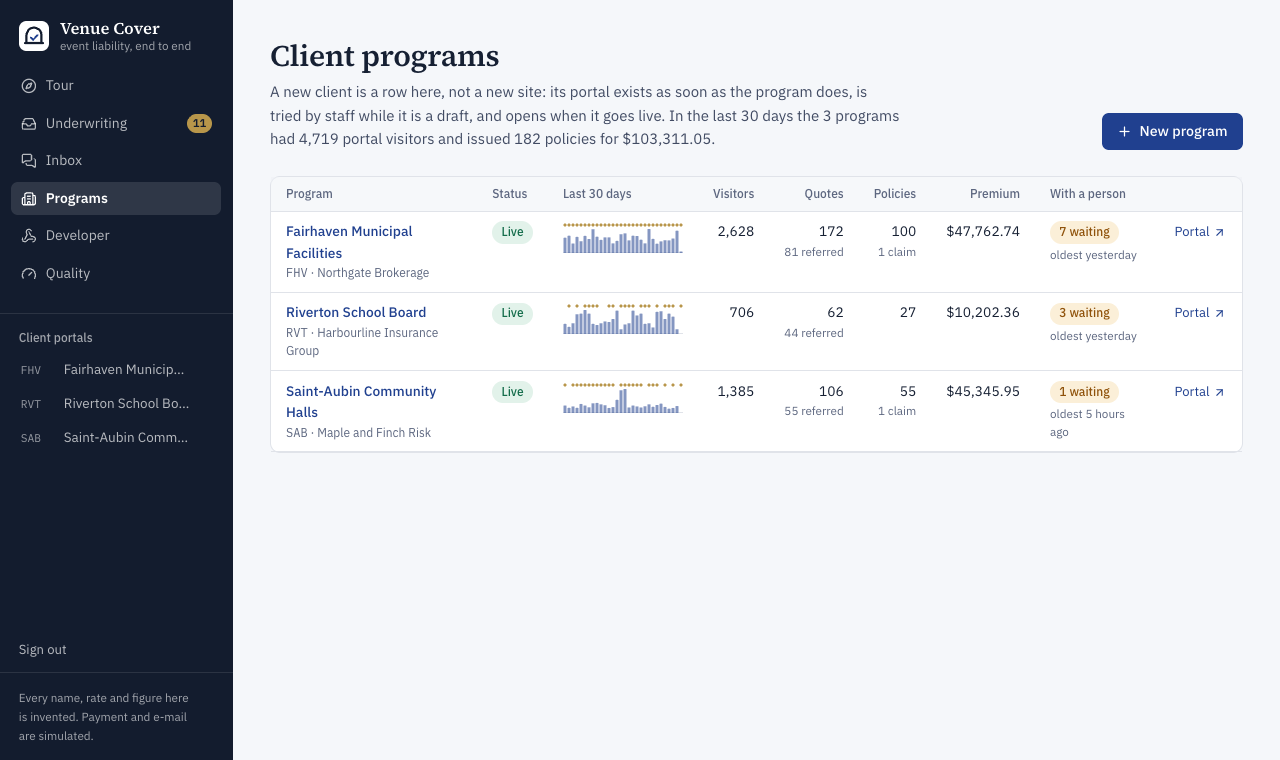 Venue Cover
event liability, end to end
Tour
Underwriting 11
Inbox
Programs
Developer
Quality
Client portals
FHV Fairhaven Municip...
RVT Riverton School Bo...
SAB Saint-Aubin Comm...
Sign out
Every name, rate and figure here
is invented. Payment and e-mail
are simulated.
Client programs
A new client is a row here, not a new site: its portal exists as soon as the program does, is
tried by staff while it is a draft, and opens when it goes live. In the last 30 days the 3 programs
had 4,719 portal visitors and issued 182 policies for $103,311.05.
+ New program
Program Status Last 30 days Visitors Quotes Policies Premium With a person
Fairhaven Municipal Live 2,628 172 100 $47,762.74 7 waiting Portal ↗
Facilities 81 referred 1 claim oldest yesterday
FHV · Northgate Brokerage
Riverton School Board Live 706 62 27 $10,202.36 3 waiting Portal ↗
RVT · Harbourline Insurance 44 referred oldest yesterday
Group
Saint-Aubin Community Live 1,385 106 55 $45,345.95 1 waiting Portal ↗
Halls 55 referred 1 claim oldest 5 hours
SAB · Maple and Finch Risk ago